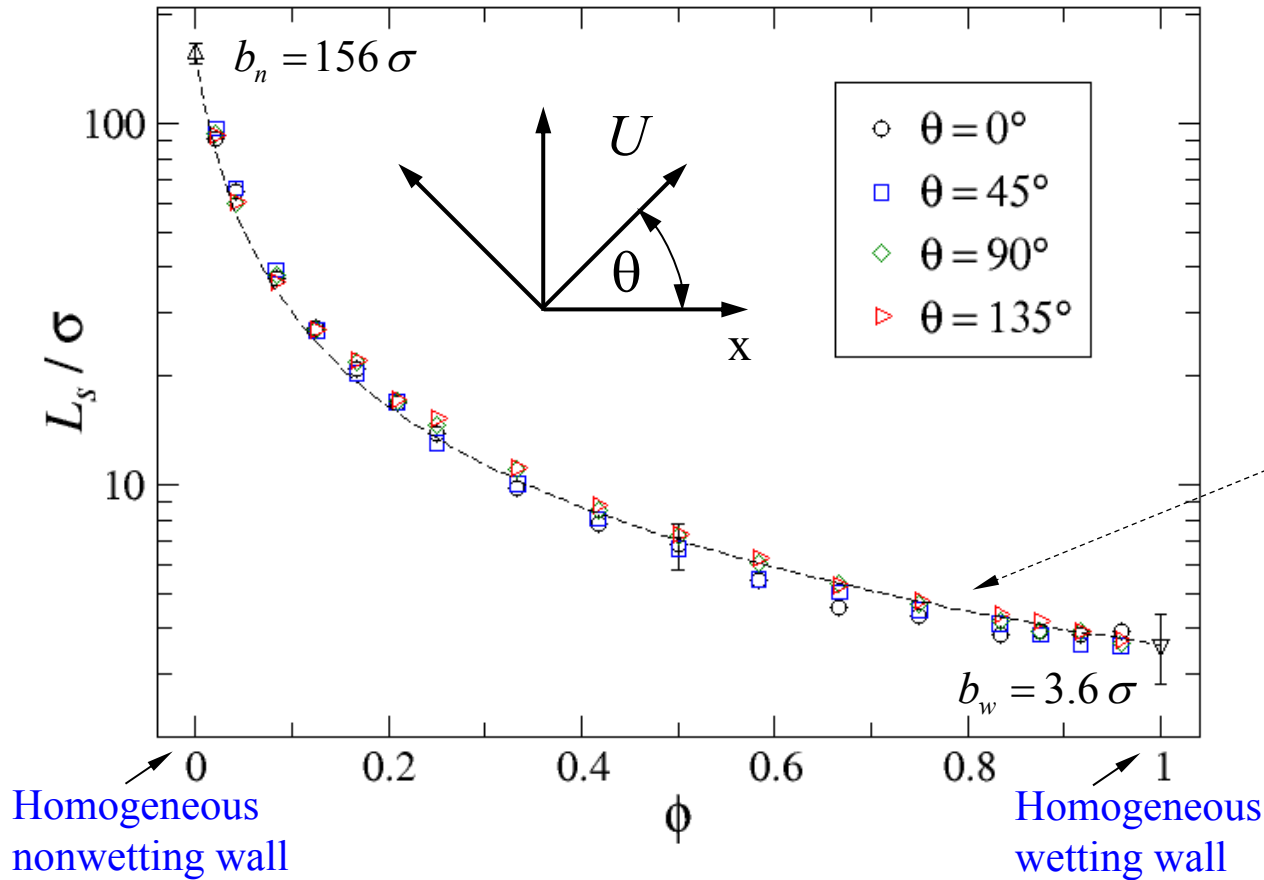 b_n = 156 σ
100
10
L_s / σ
U
θ
x
θ = 0°
θ = 45°
θ = 90°
θ = 135°
b_w = 3.6 σ
0
0.2
0.4
0.6
0.8
1
ϕ
Homogeneous
nonwetting wall
Homogeneous
wetting wall